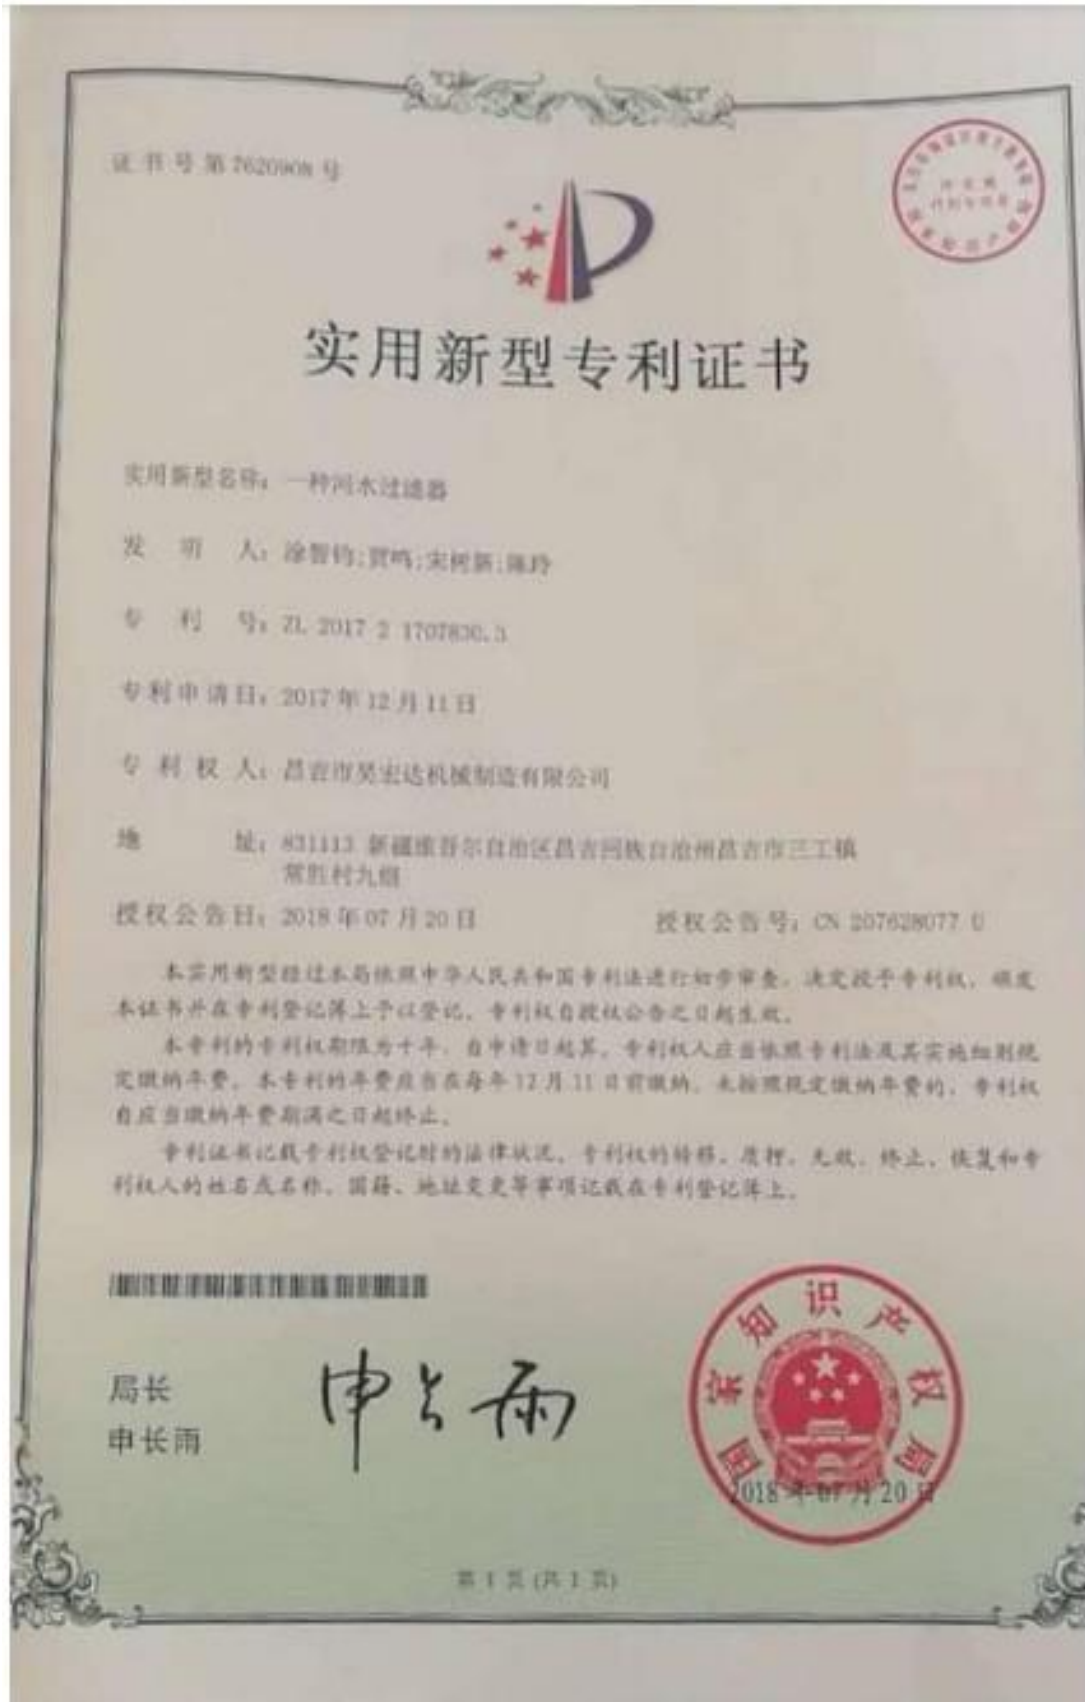 证书号第7620908号
实用新型专利证书
实用新型名称：一种河水过滤器
发明人：涂智钧;贾鸣;宋树新;陈玲
专利号：ZL 2017 2 1707830.3
专利申请日：2017年12月11日
专利权人：昌吉市昊宏达机械制造有限公司
地址：831113 新疆维吾尔自治区昌吉回族自治州昌吉市三工镇
常胜村九组
授权公告日：2018年07月20日 授权公告号：CN 207628077 U
本实用新型经过本局依照中华人民共和国专利法进行初步审查，决定授予专利权，颁发
本证书并在专利登记簿上予以登记。专利权自授权公告之日起生效。
本专利的专利权期限为十年，自申请日起算。专利权人应当依照专利法及其实施细则规
定缴纳年费。本专利的年费应当在每年12月11日前缴纳。未按照规定缴纳年费的，专利权
自应当缴纳年费期满之日起终止。
专利证书记载专利权登记时的法律状况。专利权的转移、质押、无效、终止、恢复和专
利权人的姓名或名称、国籍、地址变更等事项记载在专利登记簿上。
局长
申长雨
申长雨
国家知识产权局
2018年07月20日
第1页(共1页)